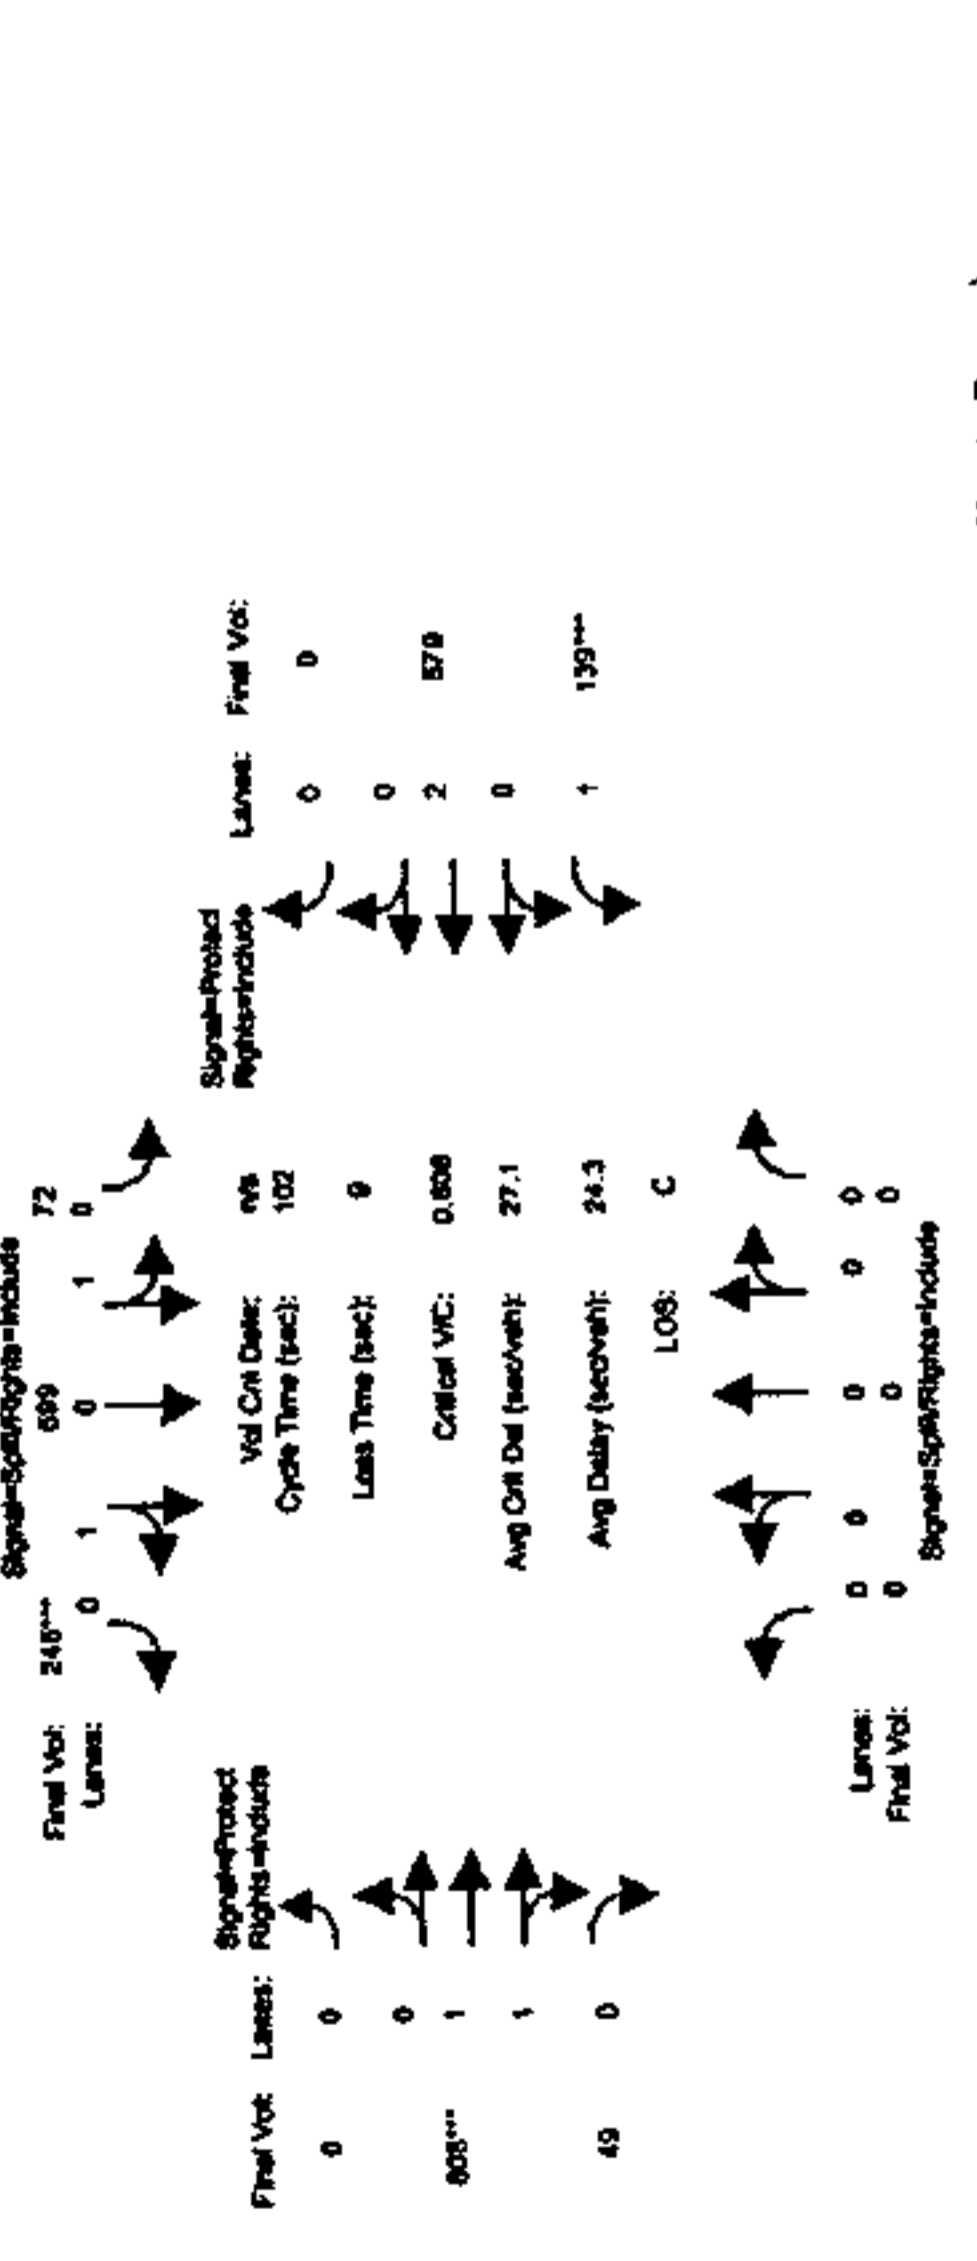 Signal=Split/Rights=Include
Final Vol: 599 72
Lanes: 0 1 0 1 0
Signal=Protect
Rights=Include
Signal=Protect
Rights=Include
Final Vol: Lanes:
Vol Cnt Date: n/a
Lanes: Final Vol:
Cycle Time (sec): 102
0 0
0 0
0
Loss Time (sec): 9
0
1
Critical V/C:
2 579
1
Avg Crit Del (sec/veh): 27.1
0
49 0
Avg Delay (sec/veh): 24.3
1 139***
LOS: C
Lanes: 0 0 0 0 0
Final Vol: 0 0 0
Signal=Split/Rights=Include